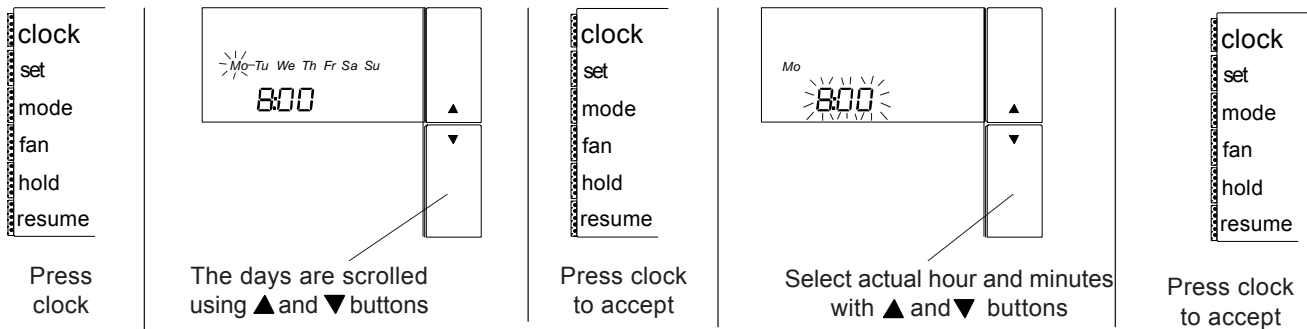 clock
set
mode
fan
hold
resume
Press
clock
Mo Tu We Th Fr Sa Su
8:00
▲
▼
The days are scrolled
using ▲ and ▼ buttons
clock
set
mode
fan
hold
resume
Press clock
to accept
Mo
8:00
▲
▼
Select actual hour and minutes
with ▲ and ▼ buttons
clock
set
mode
fan
hold
resume
Press clock
to accept